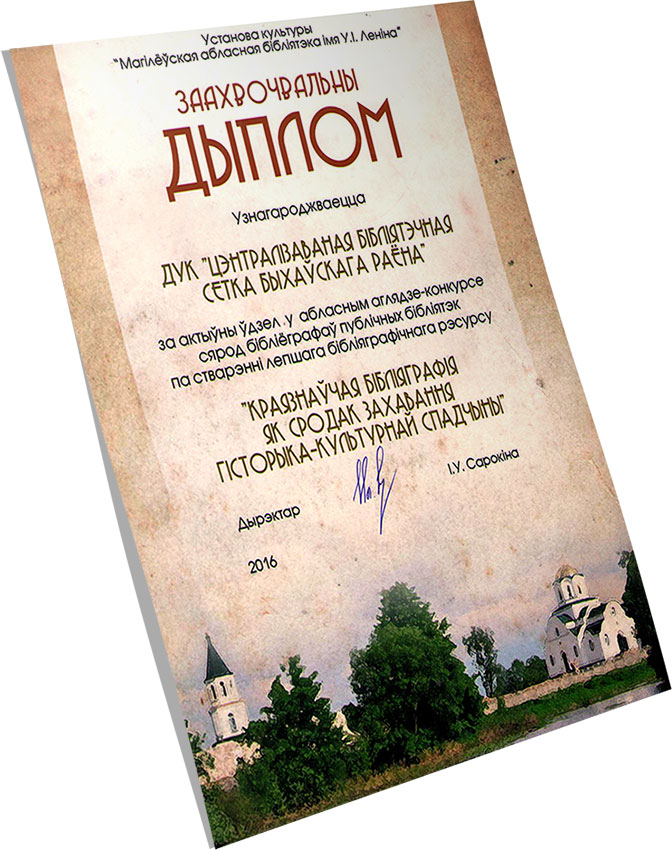 Установа культуры
"Магілёўская абласная бібліятэка імя У.І. Леніна"
ЗААХВОЧВАЛЬНЫ
ДЫПЛОМ
Узнагароджваецца
ДУК "ЦЭНТРАЛІЗАВАНАЯ БІБЛІЯТЭЧНАЯ
СЕТКА БЫХАЎСКАГА РАЁНА"
за актыўны ўдзел у абласным аглядзе-конкурсе
сярод бібліёграфаў публічных бібліятэк
па стварэнні лепшага бібліяграфічнага рэсурсу
"КРАЯЗНАЎЧАЯ БІБЛІЯГРАФІЯ
ЯК СРОДАК ЗАХАВАННЯ
ГІСТОРЫКА-КУЛЬТУРНАЙ СПАДЧЫНЫ"
Дырэктар І.У. Сарокіна
2016